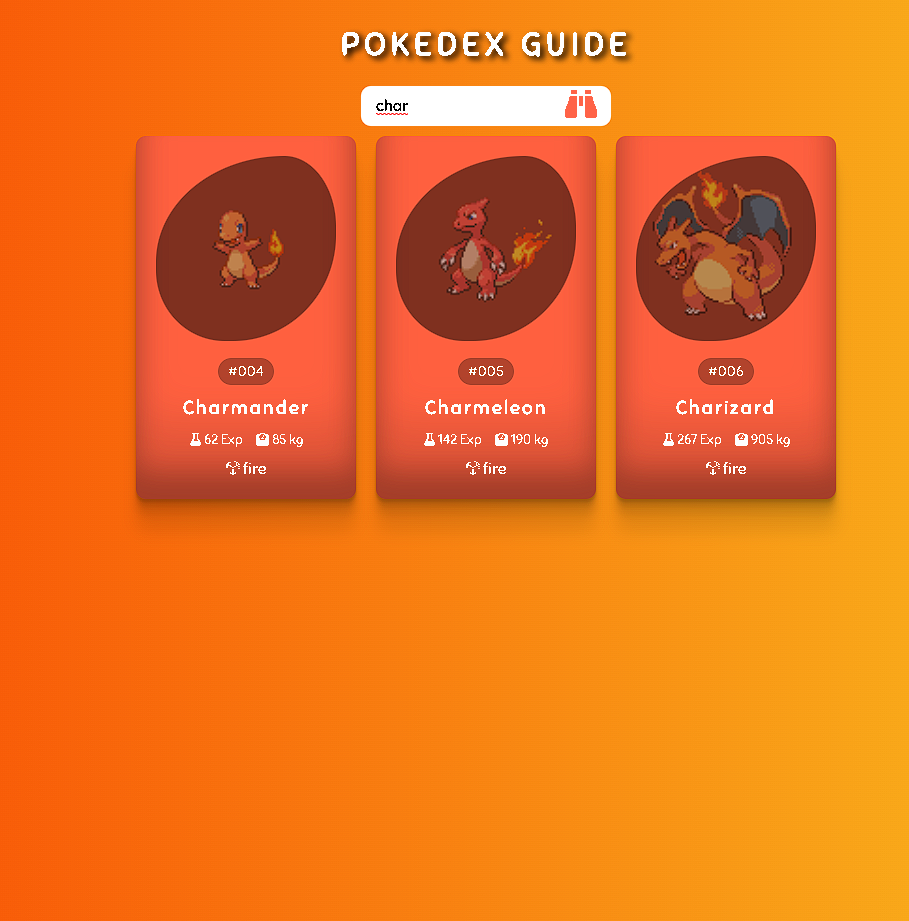 POKEDEX GUIDE
char
#004
Charmander
62 Exp 85 kg
fire
#005
Charmeleon
142 Exp 190 kg
fire
#006
Charizard
267 Exp 905 kg
fire